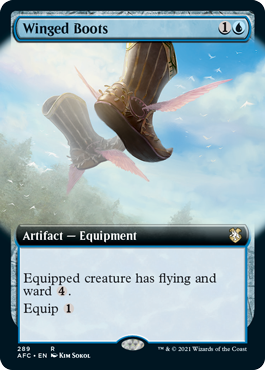 Winged Boots 1
Artifact — Equipment
Equipped creature has flying and
ward 4.
Equip 1
289 R
AFC • EN KIM SOKOL ™ & © 2021 Wizards of the Coast